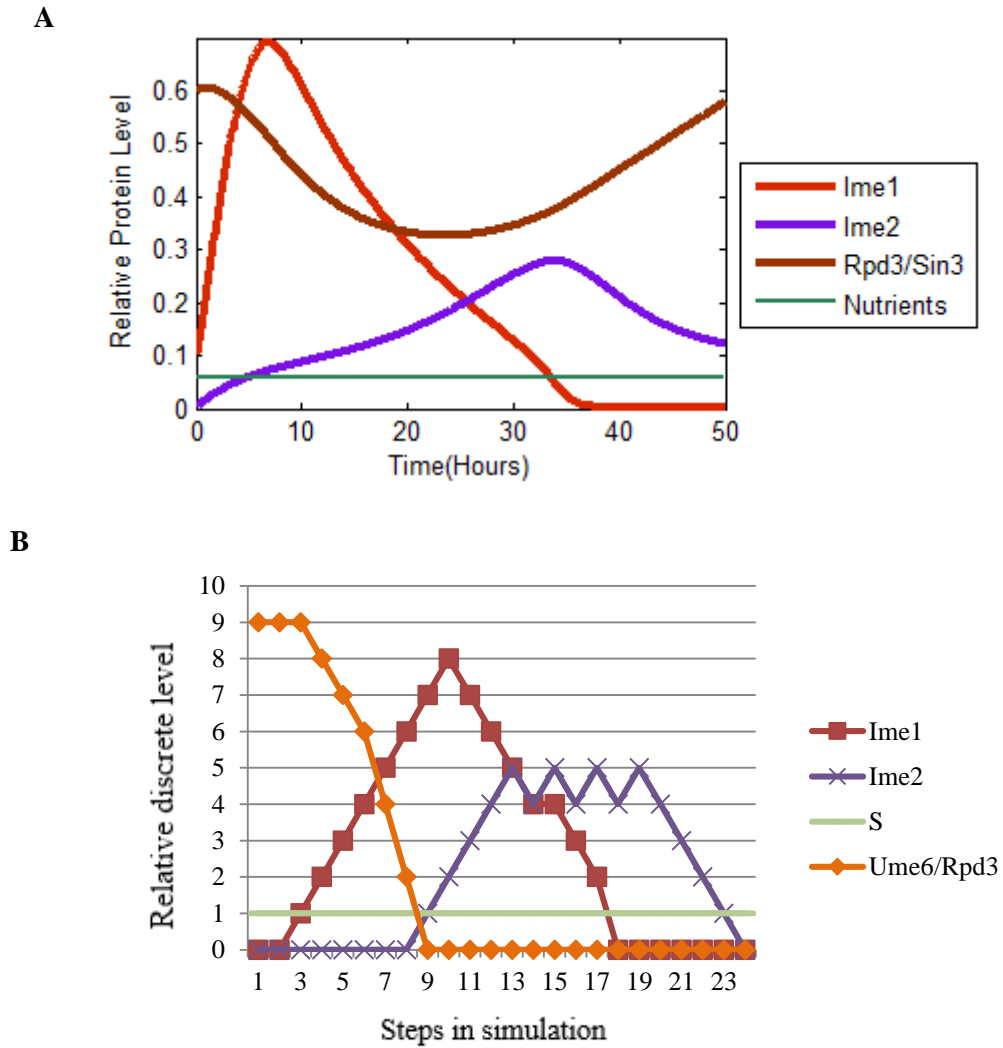 A
Relative Protein Level
0.6
0.5
0.4
0.3
0.2
0.1
0
0 10 20 30 40 50
Time(Hours)
Ime1
Ime2
Rpd3/Sin3
Nutrients
B
Relative discrete level
10
9
8
7
6
5
4
3
2
1
0
1 3 5 7 9 11 13 15 17 19 21 23
Steps in simulation
Ime1
Ime2
S
Ume6/Rpd3